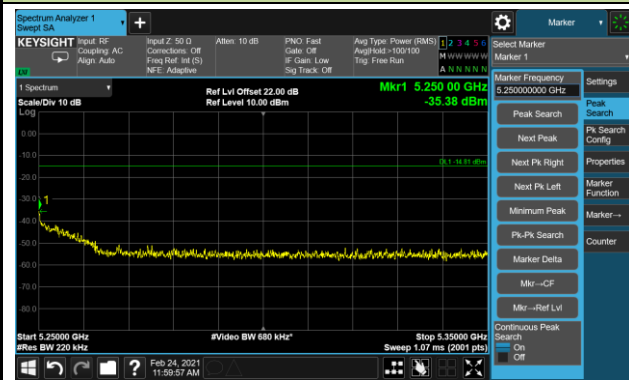 Spectrum Analyzer 1
Swept SA
Marker
KEYSIGHT
Input: RF
Coupling: AC
Align: Auto
Input Z: 50 Ω
Corrections: Off
Freq Ref: Int (S)
NFE: Adaptive
Atten: 10 dB
PNO: Fast
Gate: Off
IF Gain: Low
Sig Track: Off
Avg Type: Power (RMS)
Avg|Hold:>100/100
Trig: Free Run
1 2 3 4 5 6
M W W W W W
A N N N N N
Select Marker
Marker 1
1 Spectrum
Scale/Div 10 dB
Log
Ref Lvl Offset 22.00 dB
Ref Level 10.00 dBm
Mkr1 5.250 00 GHz
-35.38 dBm
0.00
-10.0
DL1 -14.91 dBm
-20.0
-30.0
1
-40.0
-50.0
-60.0
-70.0
-80.0
Start 5.25000 GHz
#Res BW 220 kHz
#Video BW 680 kHz*
Stop 5.35000 GHz
Sweep 1.07 ms (2001 pts)
Marker Frequency
5.250000000 GHz
Peak Search
Next Peak
Next Pk Right
Next Pk Left
Minimum Peak
Pk-Pk Search
Marker Delta
Mkr→CF
Mkr→Ref Lvl
Continuous Peak
Search
On
Off
Settings
Peak
Search
Pk Search
Config
Properties
Marker
Function
Marker→
Counter
?
Feb 24, 2021
11:59:57 AM